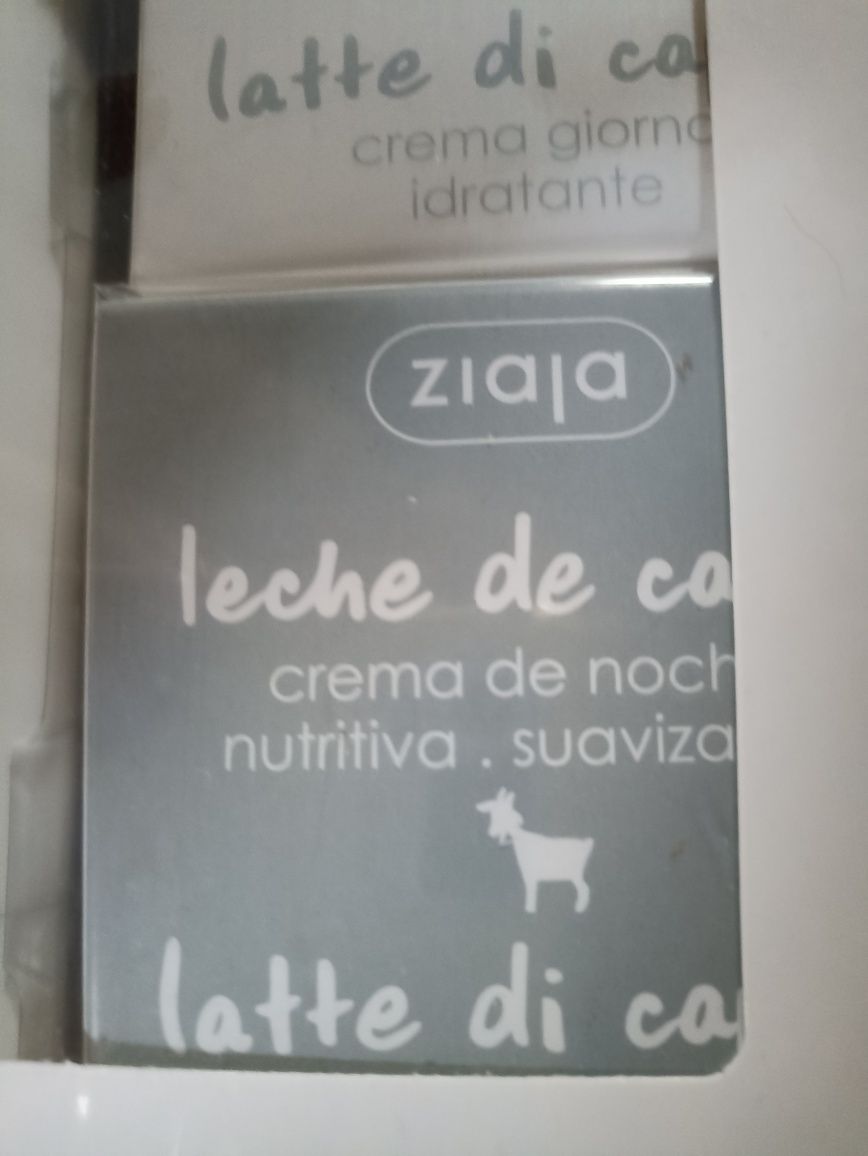 latte di ca
crema giorno
idratante
ziaja
leche de ca
crema de noch
nutritiva . suaviza
latte di ca